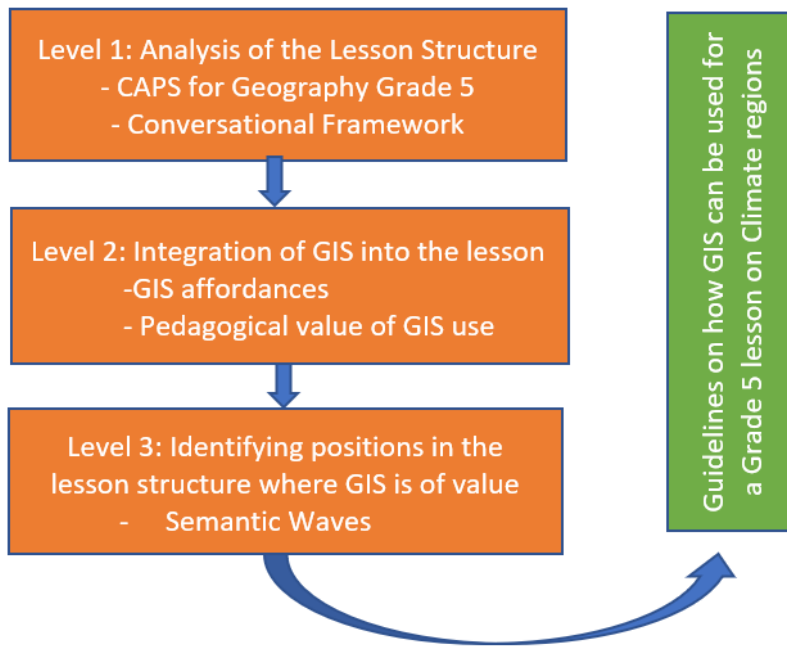 Level 1: Analysis of the Lesson Structure
- CAPS for Geography Grade 5
- Conversational Framework
Level 2: Integration of GIS into the lesson
-GIS affordances
- Pedagogical value of GIS use
Level 3: Identifying positions in the
lesson structure where GIS is of value
- Semantic Waves
Guidelines on how GIS can be used for
a Grade 5 lesson on Climate regions